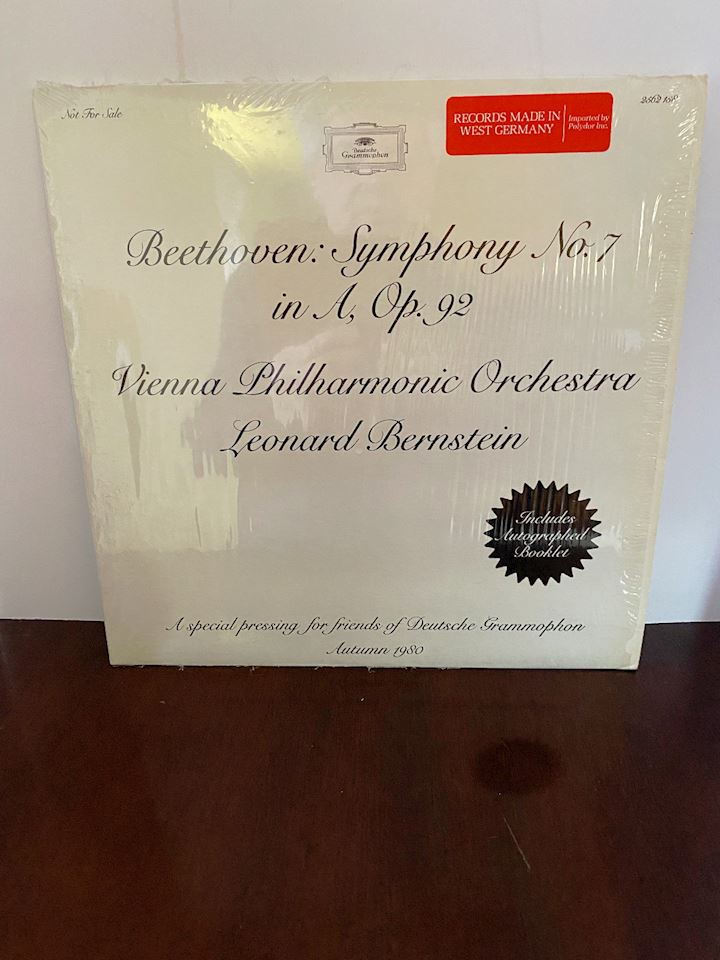 Not For Sale
2562 158
Deutsche
Grammophon
RECORDS MADE IN
WEST GERMANY
Imported by
Polydor Inc.
Beethoven: Symphony No. 7
in A, Op. 92
Vienna Philharmonic Orchestra
Leonard Bernstein
Includes
Autographed
Booklet
A special pressing for friends of Deutsche Grammophon
Autumn 1980